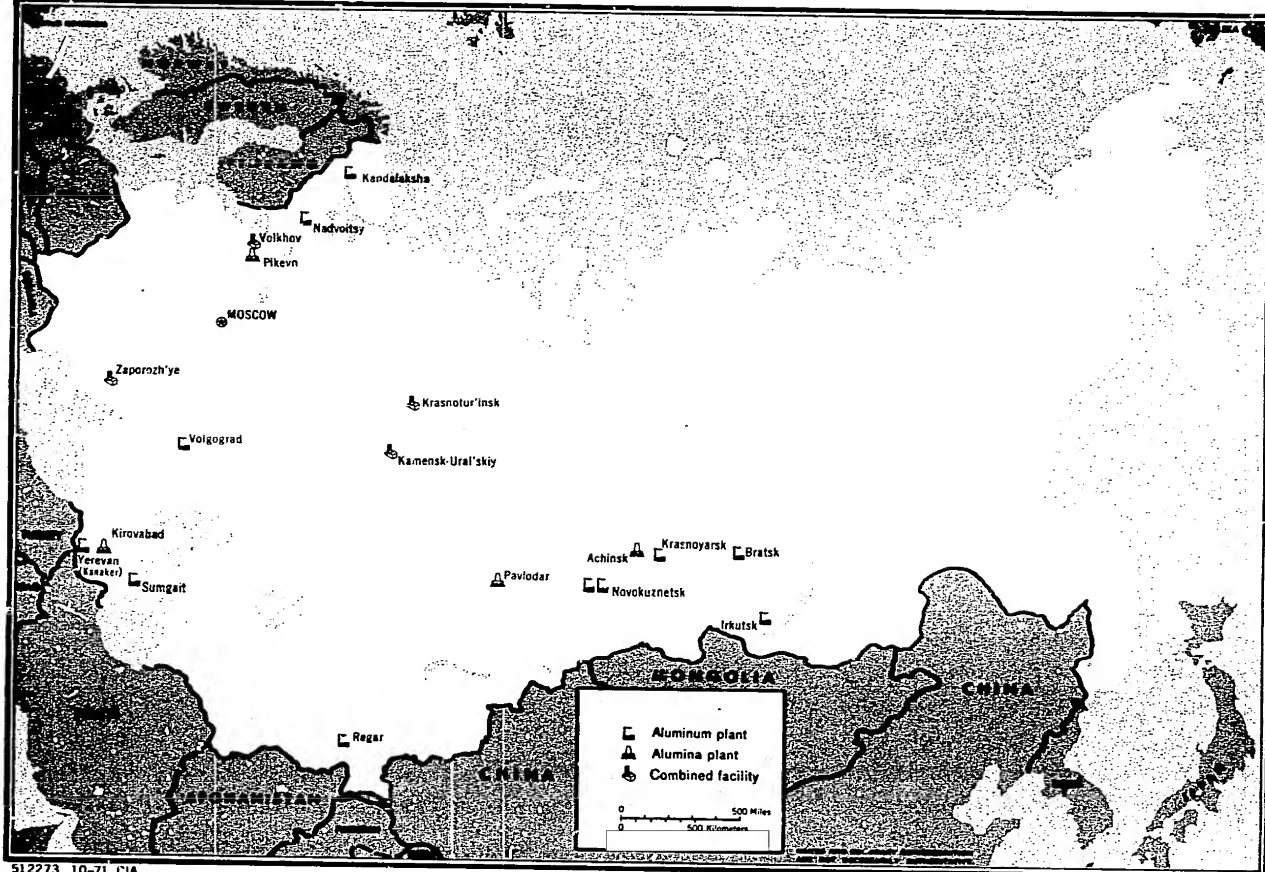 SWEDEN
Kandalaksha
Nadvoitsy
Volkhov
Pikevn
MOSCOW
Zaporozh'ye
Krasnotur'insk
Volgograd
Kamensk-Ural'skiy
Kirovabad
Yerevan
(Kanaker)
Sumgait
Pavlodar
Achinsk
Krasnoyarsk
Bratsk
Novokuznetsk
Irkutsk
MONGOLIA
CHINA
Regar
CHINA
AFGHANISTAN
Aluminum plant
Alumina plant
Combined facility
0 500 Miles
0 500 Kilometers
512273 10-71 CIA